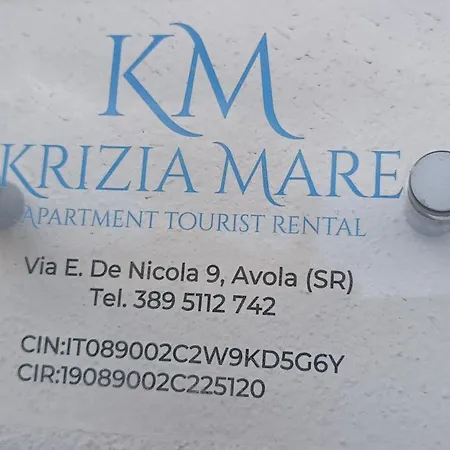 KM
KRIZIA MARE
APARTMENT TOURIST RENTAL
Via E. De Nicola 9, Avola (SR)
Tel. 389 5112 742
CIN:IT089002C2W9KD5G6Y
CIR:19089002C225120